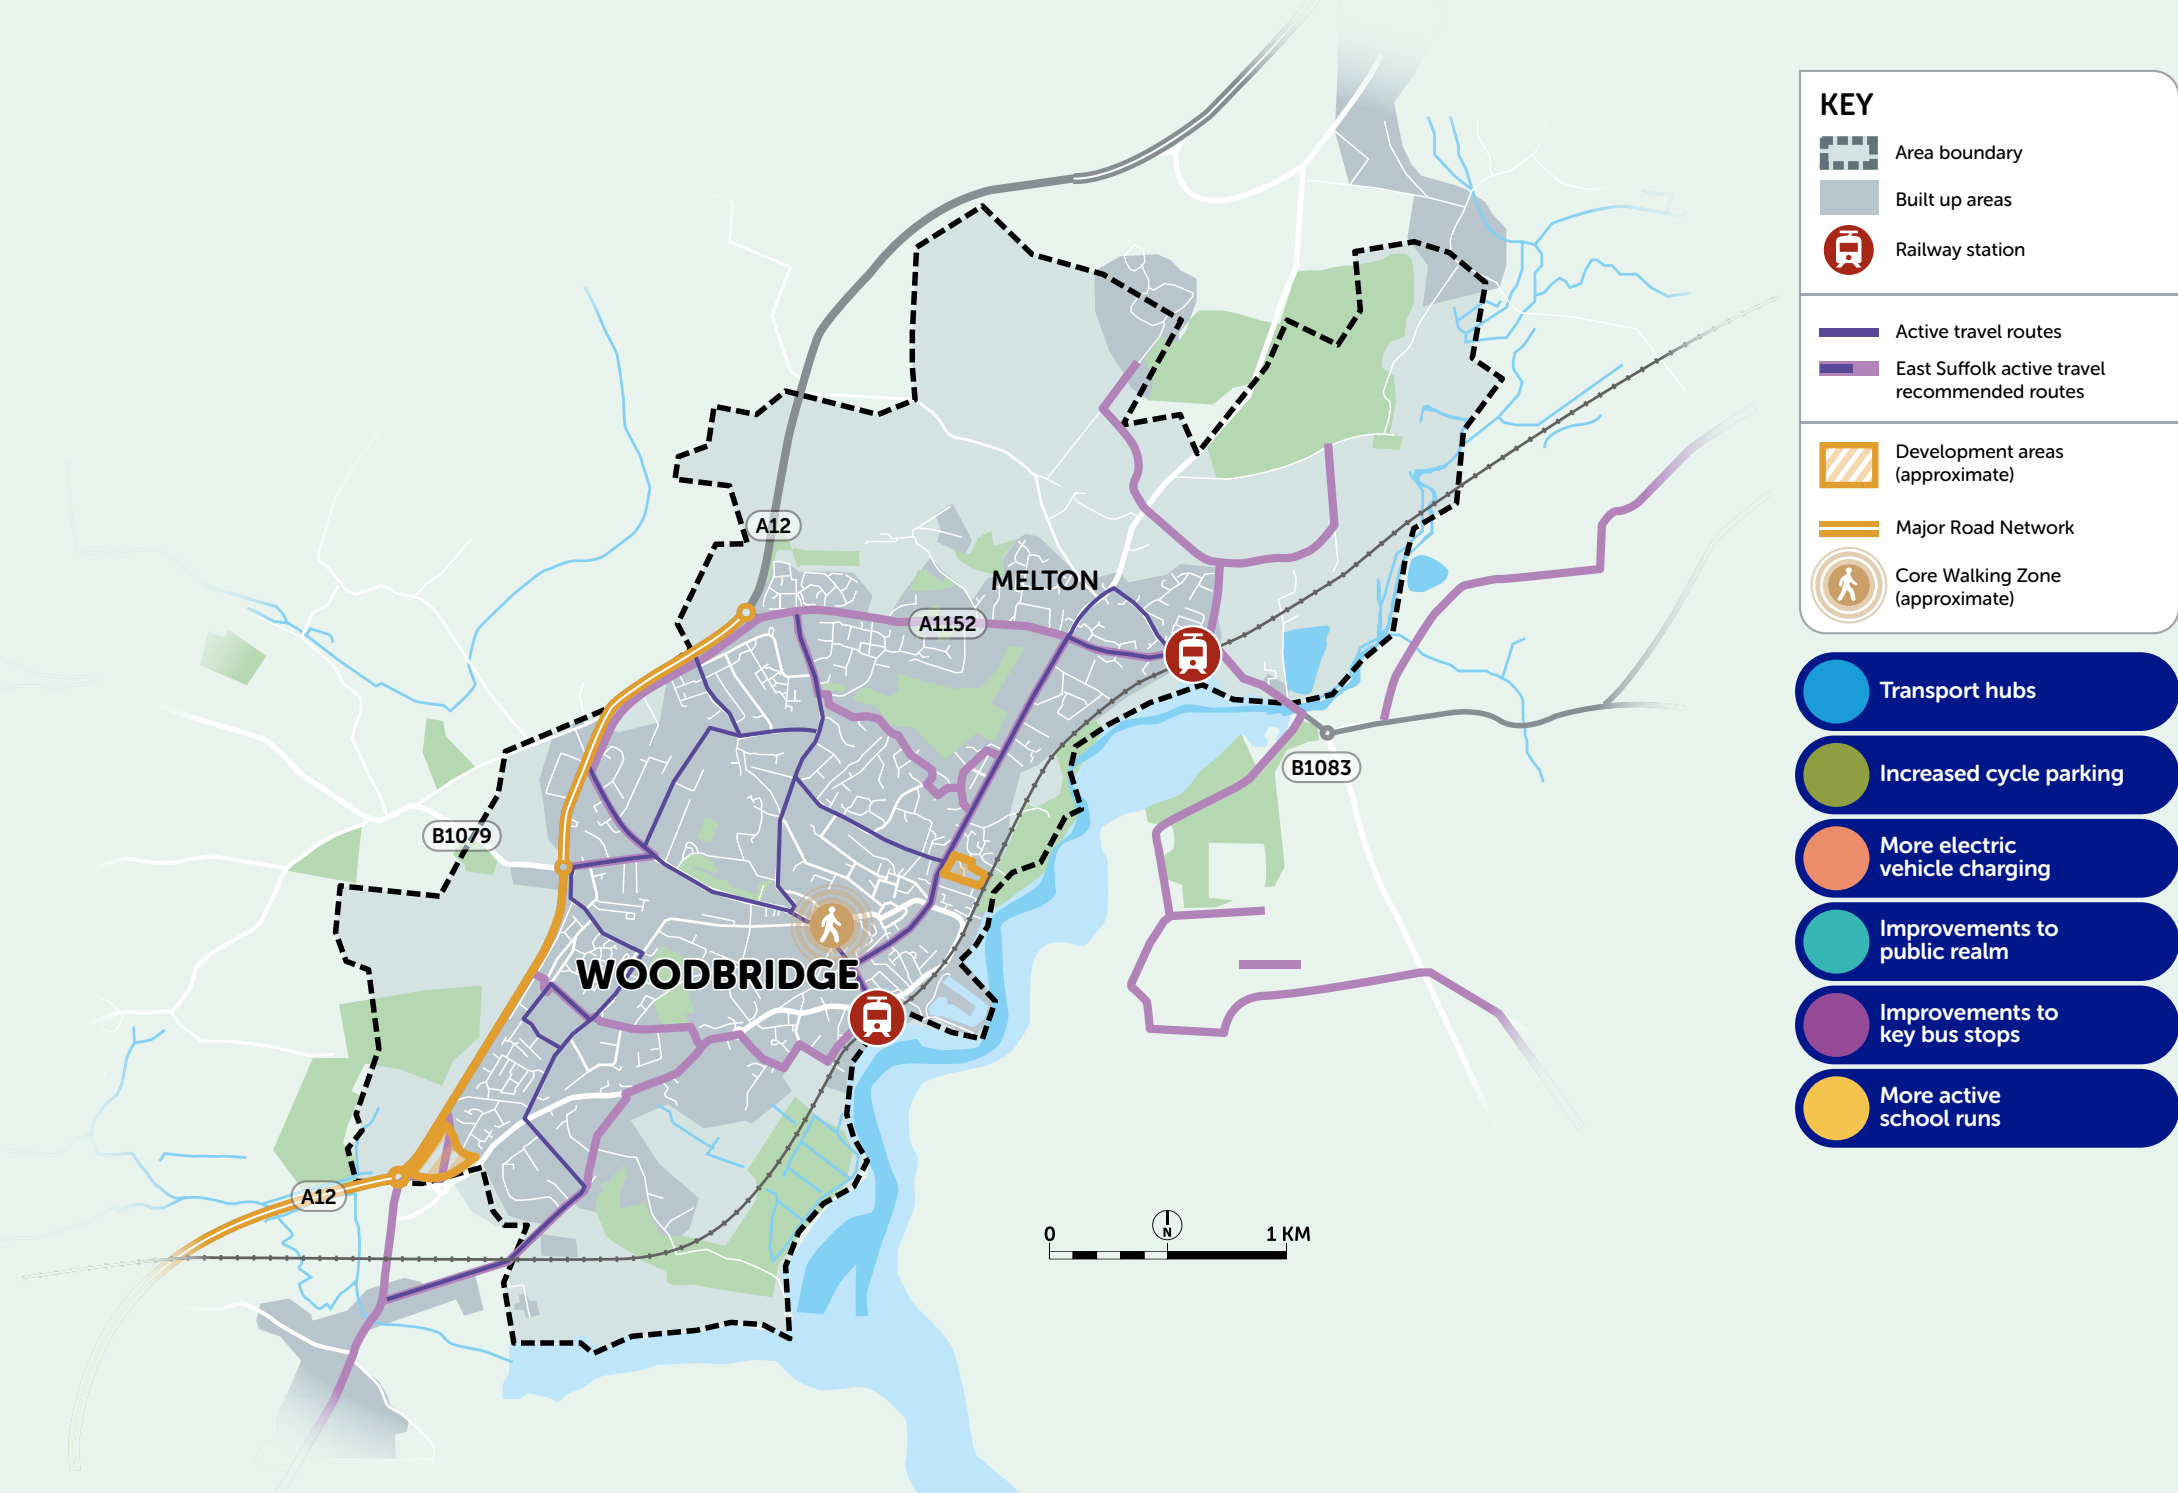 KEY
Area boundary
Built up areas
Railway station
Active travel routes
East Suffolk active travel
recommended routes
Development areas
(approximate)
Major Road Network
Core Walking Zone
(approximate)
Transport hubs
Increased cycle parking
More electric
vehicle charging
Improvements to
public realm
Improvements to
key bus stops
More active
school runs
A12
MELTON
A1152
B1083
B1079
WOODBRIDGE
A12
0
N
1 KM